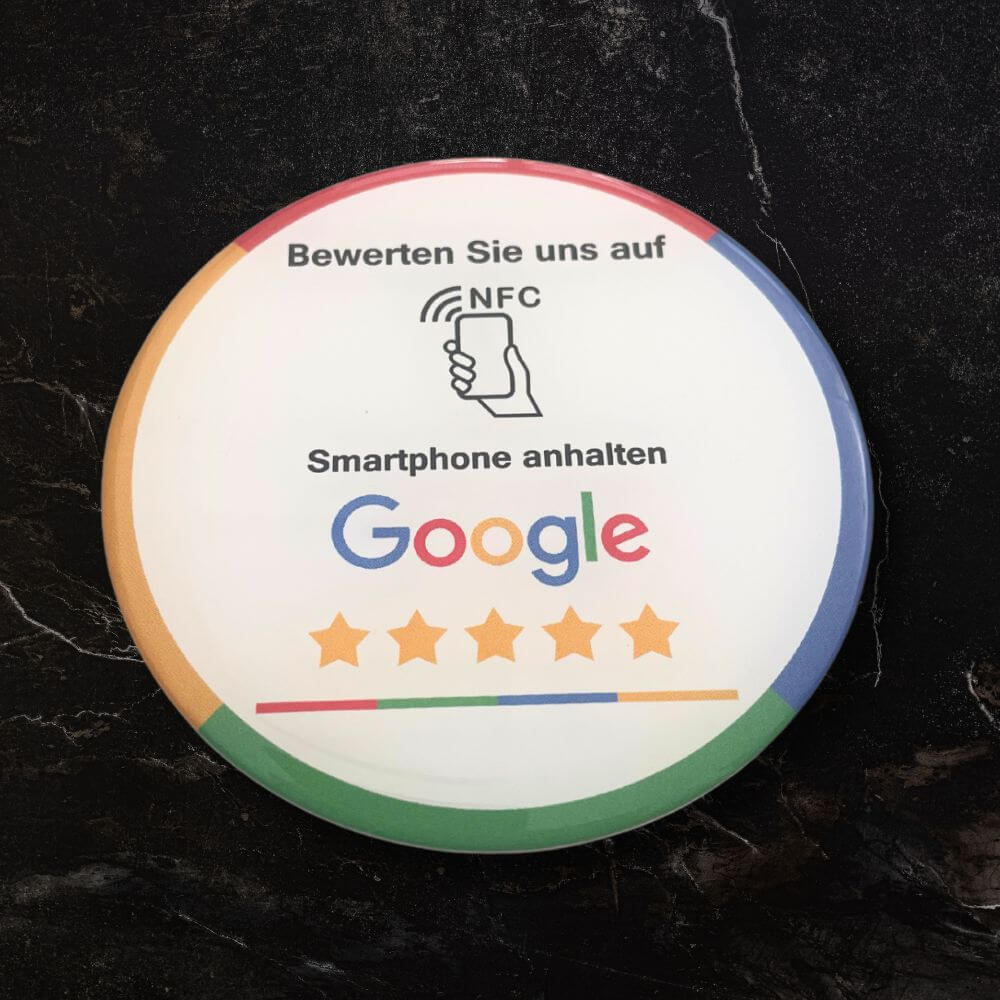 Bewerten Sie uns auf
NFC
Smartphone anhalten
Google